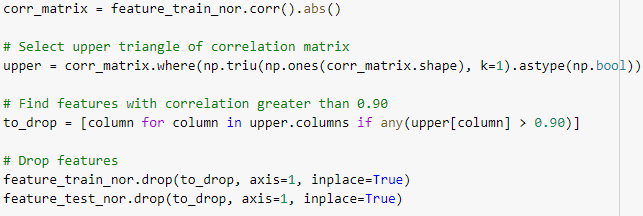 corr_matrix = feature_train_nor.corr().abs()
# Select upper triangle of correlation matrix
upper = corr_matrix.where(np.triu(np.ones(corr_matrix.shape), k=1).astype(np.bool))
# Find features with correlation greater than 0.90
to_drop = [column for column in upper.columns if any(upper[column] > 0.90)]
# Drop features
feature_train_nor.drop(to_drop, axis=1, inplace=True)
feature_test_nor.drop(to_drop, axis=1, inplace=True)